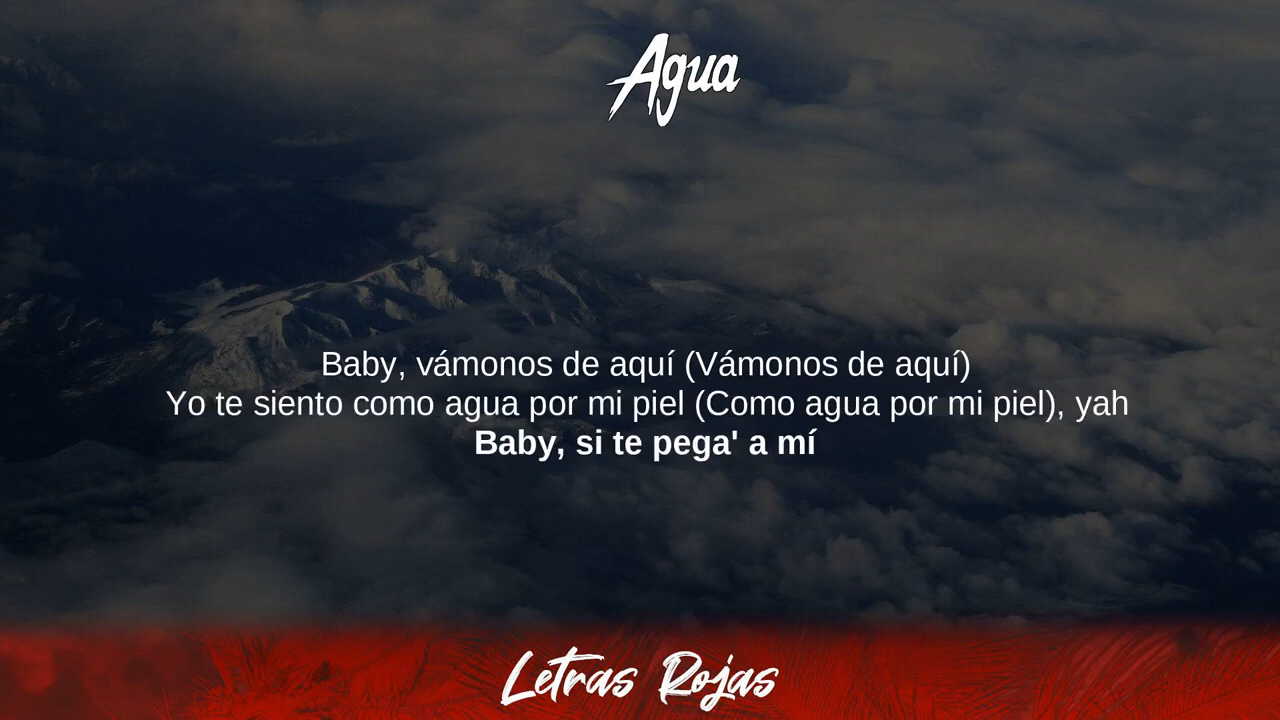 Agua
Baby, vámonos de aquí (Vámonos de aquí)
Yo te siento como agua por mi piel (Como agua por mi piel), yah
Baby, si te pega' a mí
Letras Rojas